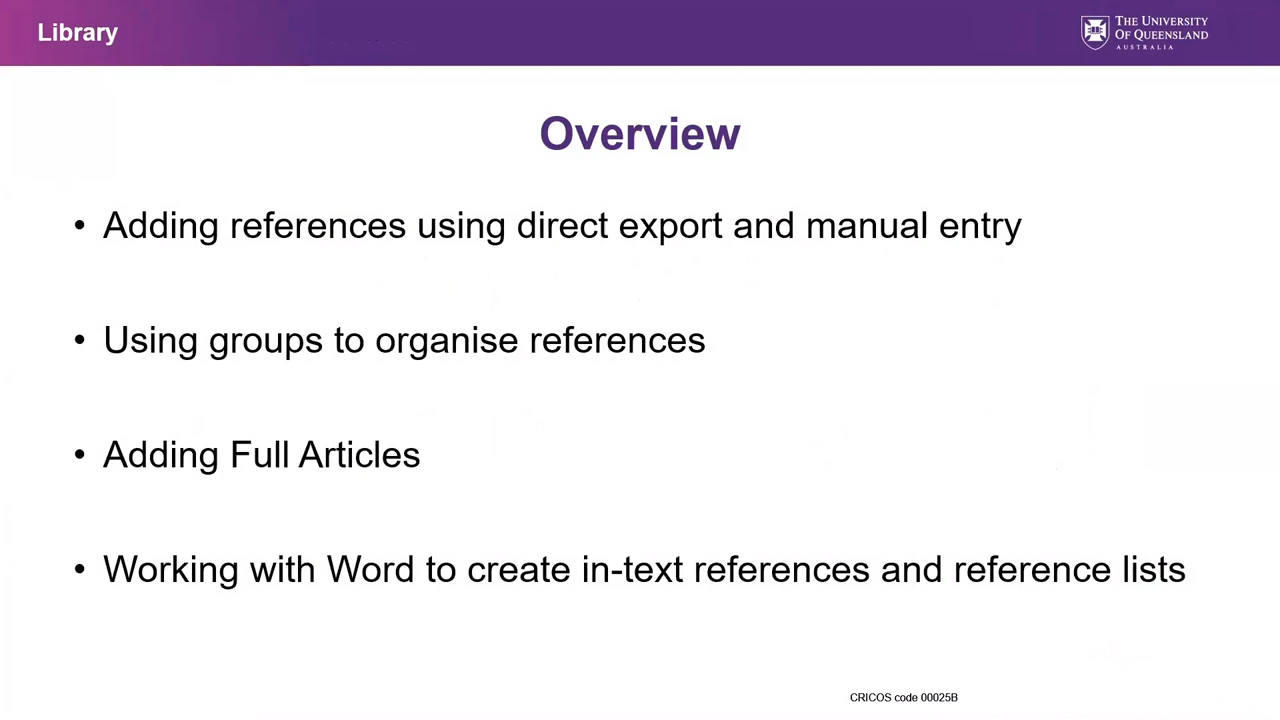 Library
THE UNIVERSITY
OF QUEENSLAND
AUSTRALIA
Overview
• Adding references using direct export and manual entry
• Using groups to organise references
• Adding Full Articles
• Working with Word to create in-text references and reference lists
CRICOS code 00025B